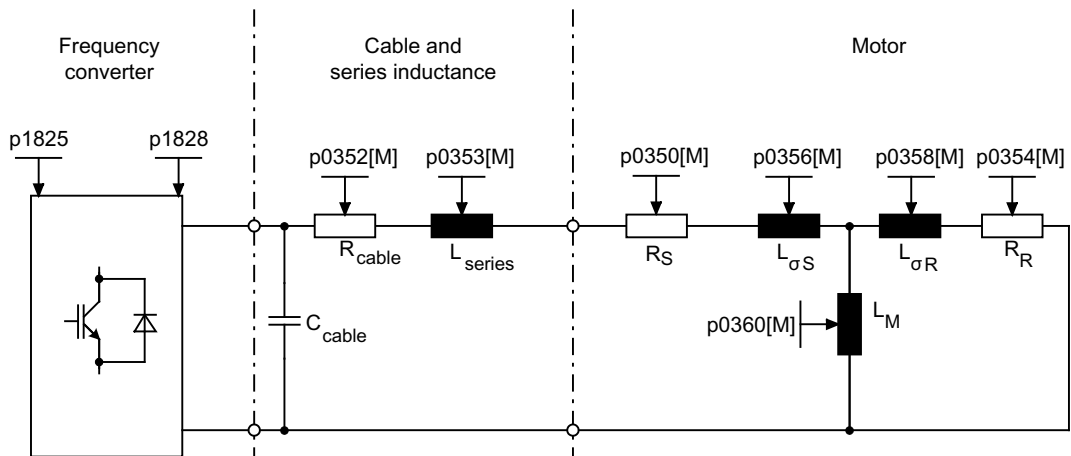 Frequency
converter
Cable and
series inductance
Motor
p1825
p1828
p0352[M]
p0353[M]
p0350[M]
p0356[M]
p0358[M]
p0354[M]
Rcable
Lseries
RS
LσS
LσR
RR
Ccable
p0360[M]
LM